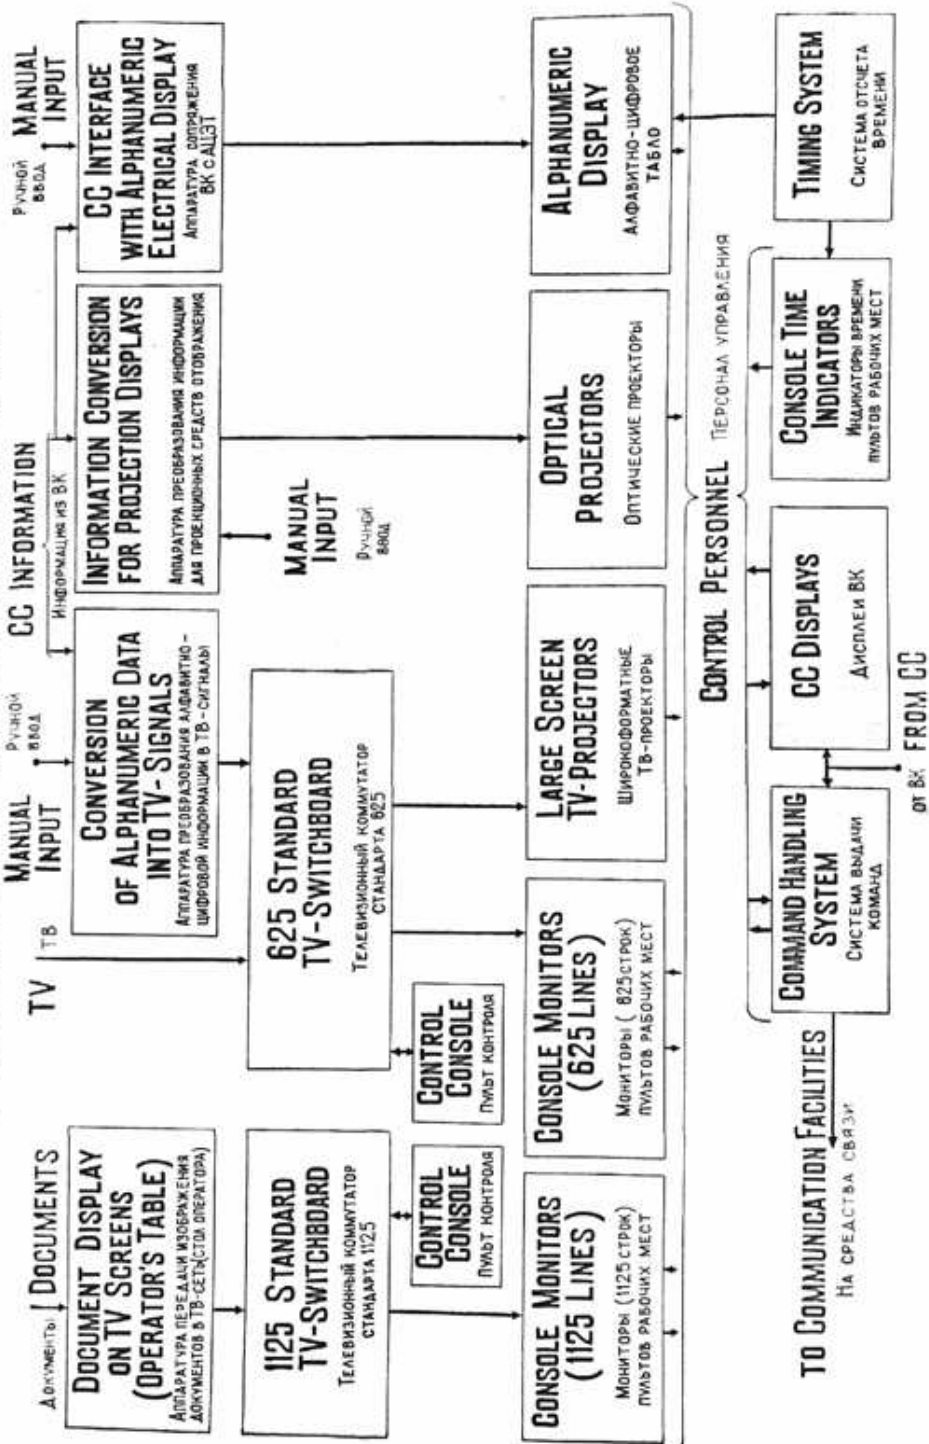 Документы
DOCUMENTS
TV
ТВ
MANUAL
INPUT
Ручной
ввод
CC INFORMATION
Информация из ВК
Ручной
ввод
MANUAL
INPUT
DOCUMENT DISPLAY
ON TV SCREENS
(OPERATOR'S TABLE)
Аппаратура передачи изображения
документов в ТВ-сеть(стол оператора)
CONVERSION
OF ALPHANUMERIC DATA
INTO TV-SIGNALS
Аппаратура преобразования алфавитно-
цифровой информации в ТВ-сигналы
INFORMATION CONVERSION
FOR PROJECTION DISPLAYS
Аппаратура преобразования информации
для проекционных средств отображения
CC INTERFACE
WITH ALPHANUMERIC
ELECTRICAL DISPLAY
Аппаратура сопряжения
ВК с АЦЭТ
1125 STANDARD
TV-SWITCHBOARD
Телевизионный коммутатор
стандарта 1125
625 STANDARD
TV-SWITCHBOARD
Телевизионный коммутатор
стандарта 625
MANUAL
INPUT
Ручной
ввод
CONTROL
CONSOLE
Пульт контроля
CONTROL
CONSOLE
Пульт контроля
CONSOLE MONITORS
(1125 LINES)
Мониторы (1125 строк)
пультов рабочих мест
CONSOLE MONITORS
(625 LINES)
Мониторы ( 625 строк)
пультов рабочих мест
LARGE SCREEN
TV-PROJECTORS
Широкоформатные
ТВ-проекторы
OPTICAL
PROJECTORS
Оптические проекторы
ALPHANUMERIC
DISPLAY
Алфавитно-цифровое
табло
CONTROL PERSONNEL Персонал управления
TO COMMUNICATION FACILITIES
На средства связи
COMMAND HANDLING
SYSTEM
Система выдачи
команд
CC DISPLAYS
Дисплеи ВК
CONSOLE TIME
INDICATORS
Индикаторы времени
пультов рабочих мест
TIMING SYSTEM
Система отсчета
времени
от ВК FROM CC